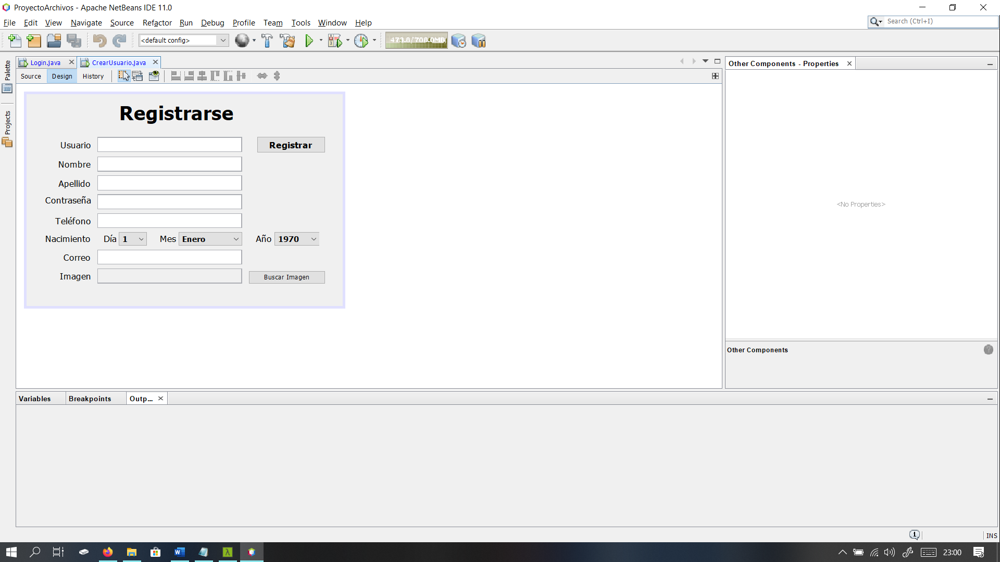 ProyectoArchivos - Apache NetBeans IDE 11.0
File Edit View Navigate Source Refactor Run Debug Profile Team Tools Window Help
Search (Ctrl+I)
<default config>
473.8/708.0MB
Palette
Projects
Login.java CrearUsuario.java
Source Design History
Registrarse
Usuario
Registrar
Nombre
Apellido
Contraseña
Teléfono
Nacimiento Día 1 Mes Enero Año 1970
Correo
Imagen
Buscar Imagen
Other Components - Properties
<No Properties>
Other Components
?
Variables Breakpoints Outp...
1
INS
23:00